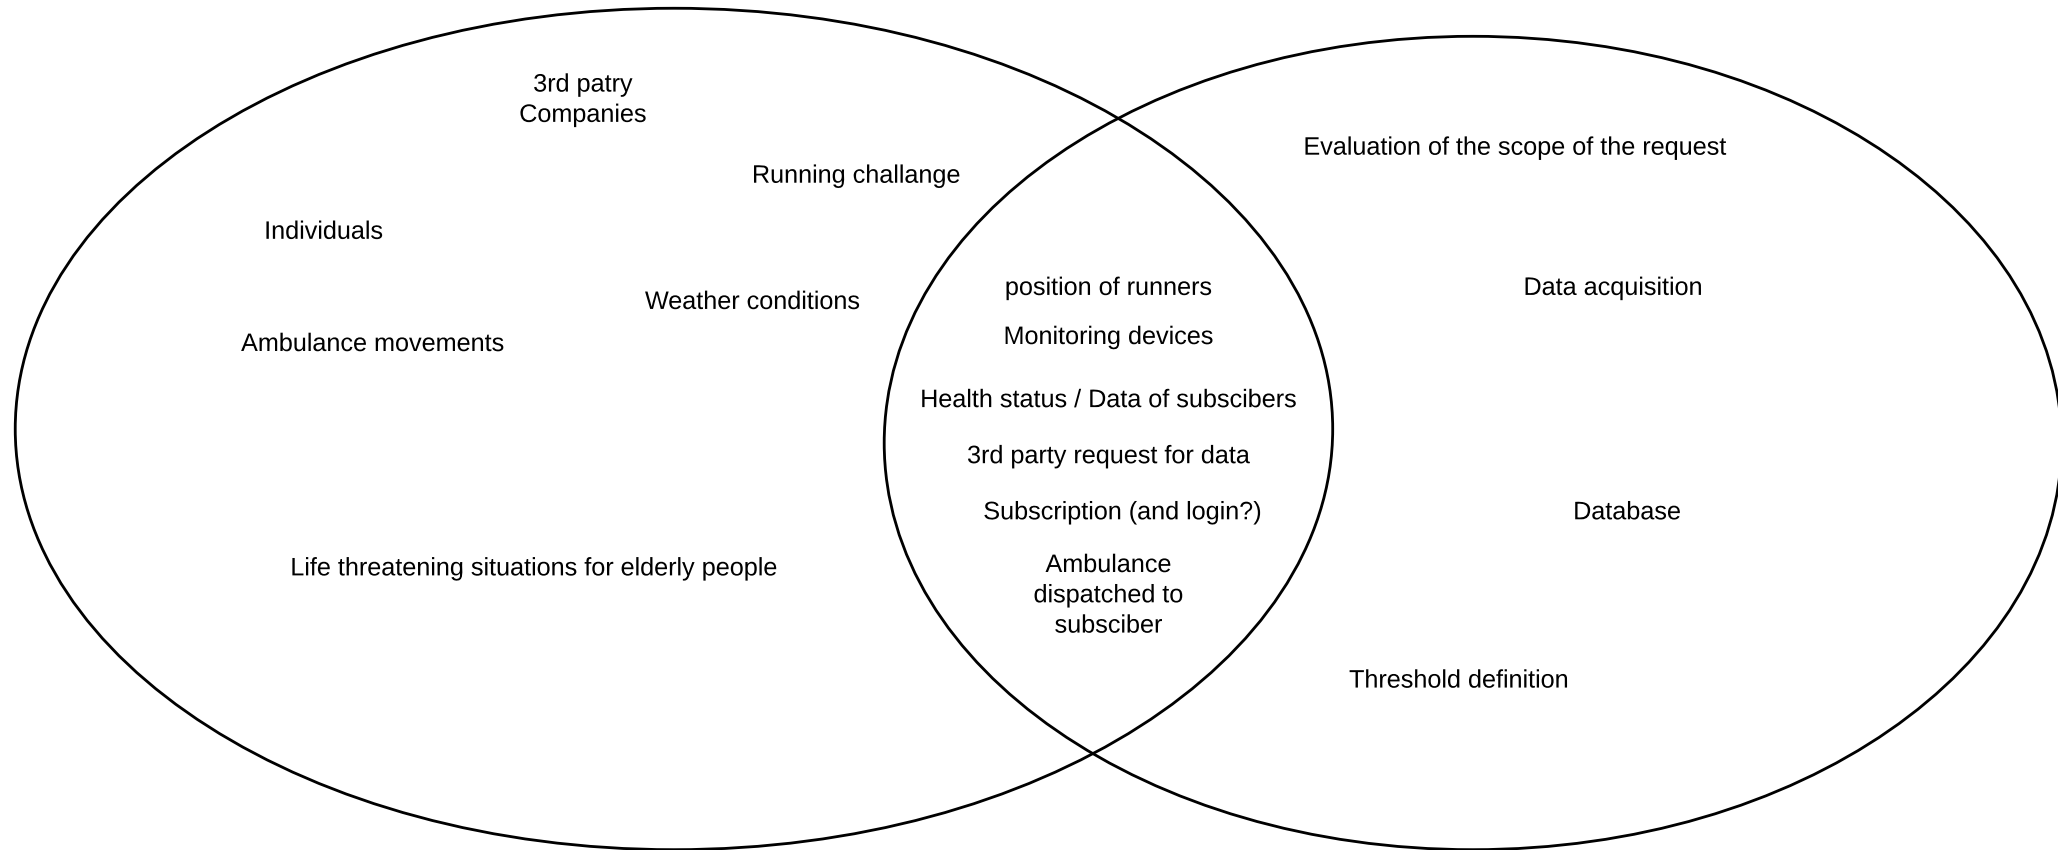 3rd patry
Companies
Running challange
Individuals
Weather conditions
Ambulance movements
Life threatening situations for elderly people
position of runners
Monitoring devices
Health status / Data of subscibers
3rd party request for data
Subscription (and login?)
Ambulance
dispatched to
subsciber
Evaluation of the scope of the request
Data acquisition
Database
Threshold definition